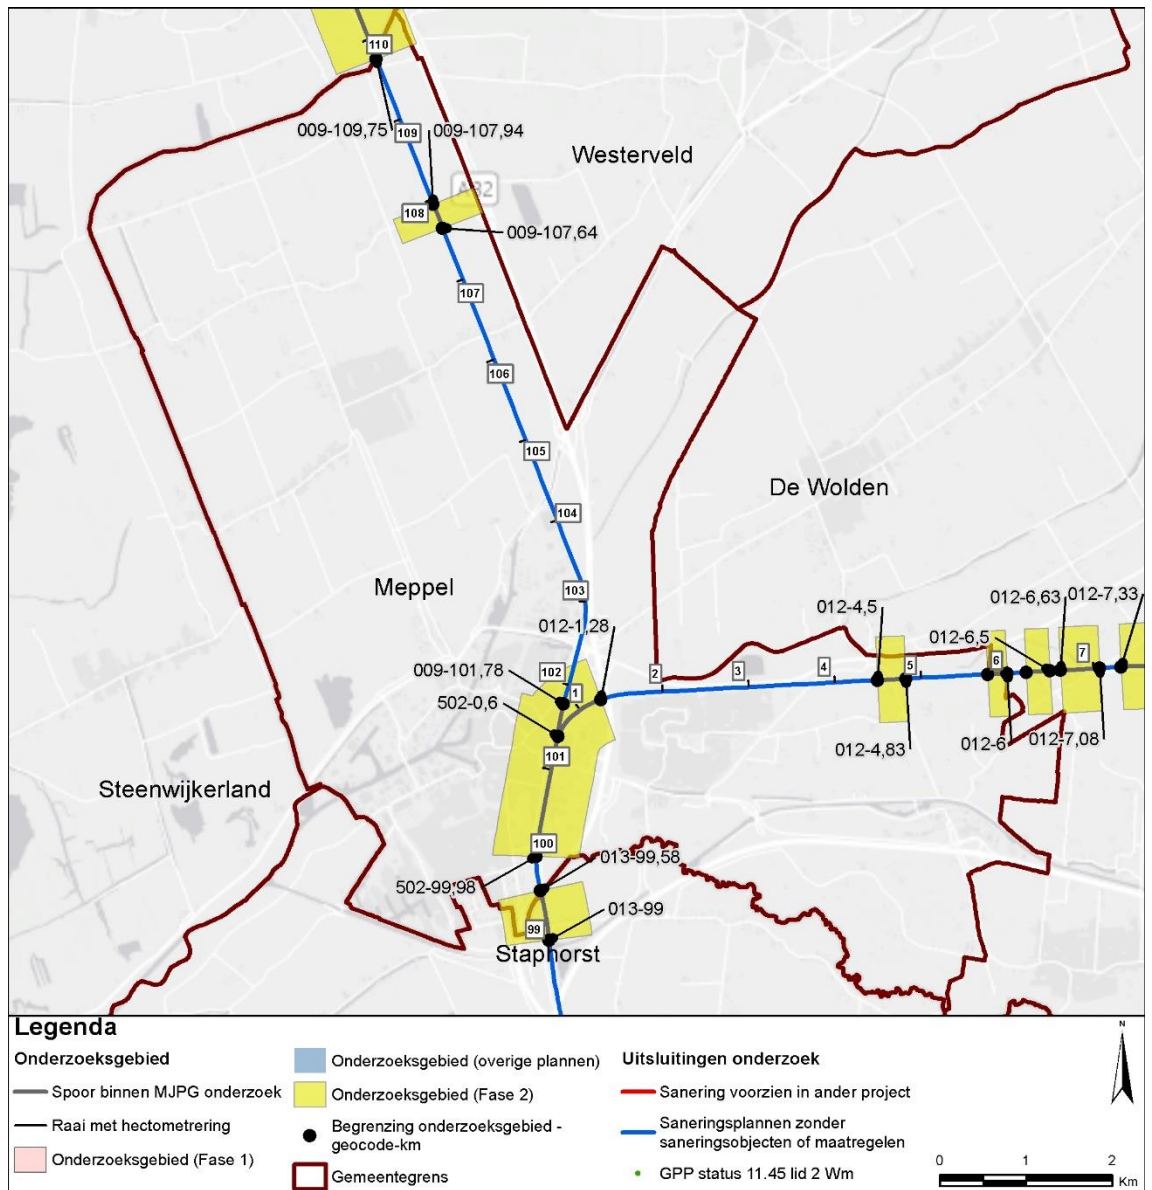 110
009-109,75
109
009-107,94
Westerveld
108
009-107,64
107
106
105
De Wolden
104
Meppel
103
012-1,28
012-4,5
012-6,63
012-7,33
012-6,5
009-101,78
102
1
2
3
4
5
6
7
502-0,6
101
012-4,83
012-6
012-7,08
Steenwijkerland
100
013-99,58
502-99,98
013-99
99
Staphorst
Legenda
Onderzoeksgebied
Spoor binnen MJPG onderzoek
Raai met hectometrering
Onderzoeksgebied (Fase 1)
Onderzoeksgebied (overige plannen)
Onderzoeksgebied (Fase 2)
Begrenzing onderzoeksgebied -
geocode-km
Gemeentegrens
Uitsluitingen onderzoek
Sanering voorzien in ander project
Saneringsplannen zonder
saneringsobjecten of maatregelen
GPP status 11.45 lid 2 Wm
N
0 1 2
Km